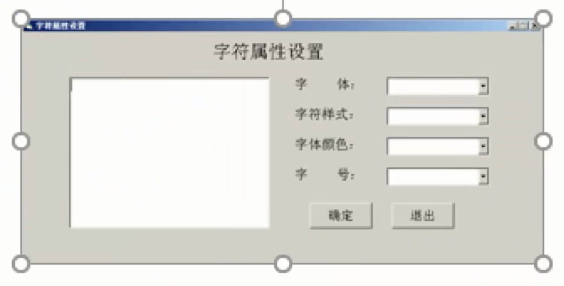 字符属性设置
字符属性设置
字 体：
字符样式：
字体颜色：
字 号：
确定
退出